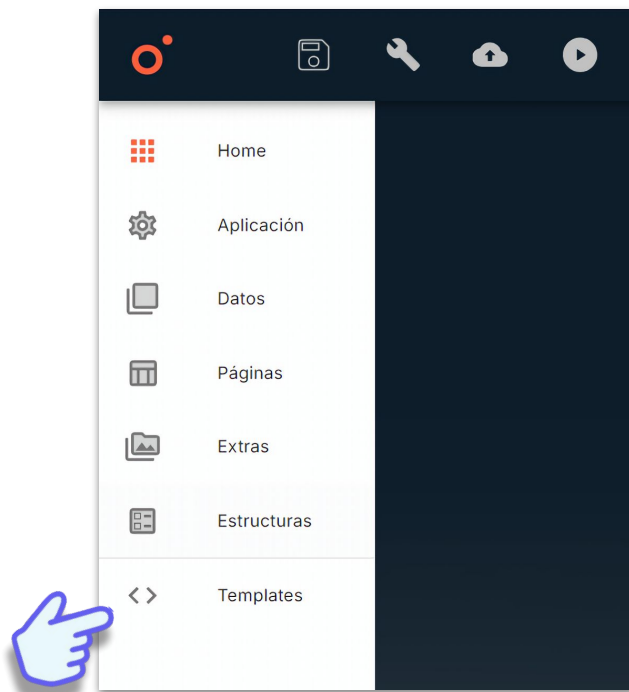 Home
Aplicación
Datos
Páginas
Extras
Estructuras
Templates